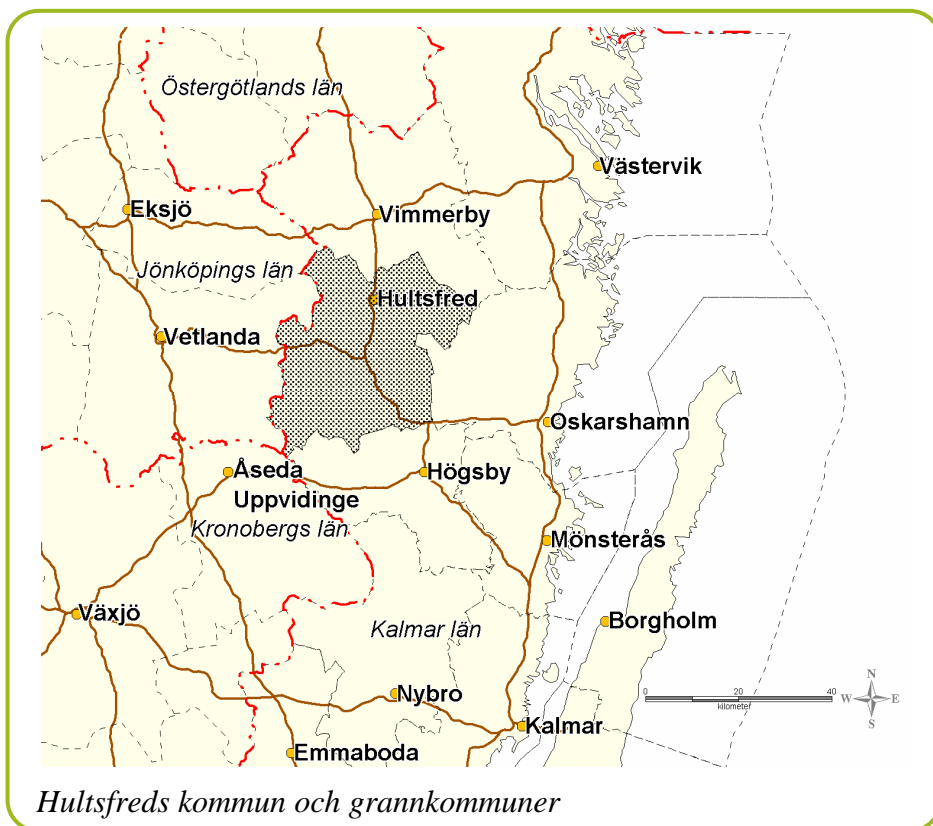 Östergötlands län
Västervik
Eksjö
Vimmerby
Jönköpings län
Hultsfred
Vetlanda
Oskarshamn
Åseda
Högsby
Uppvidinge
Kronobergs län
Mönsterås
Växjö
Borgholm
Kalmar län
N
W E
S
0 20 40
kilometer
Nybro
Kalmar
Emmaboda
Hultsfreds kommun och grannkommuner